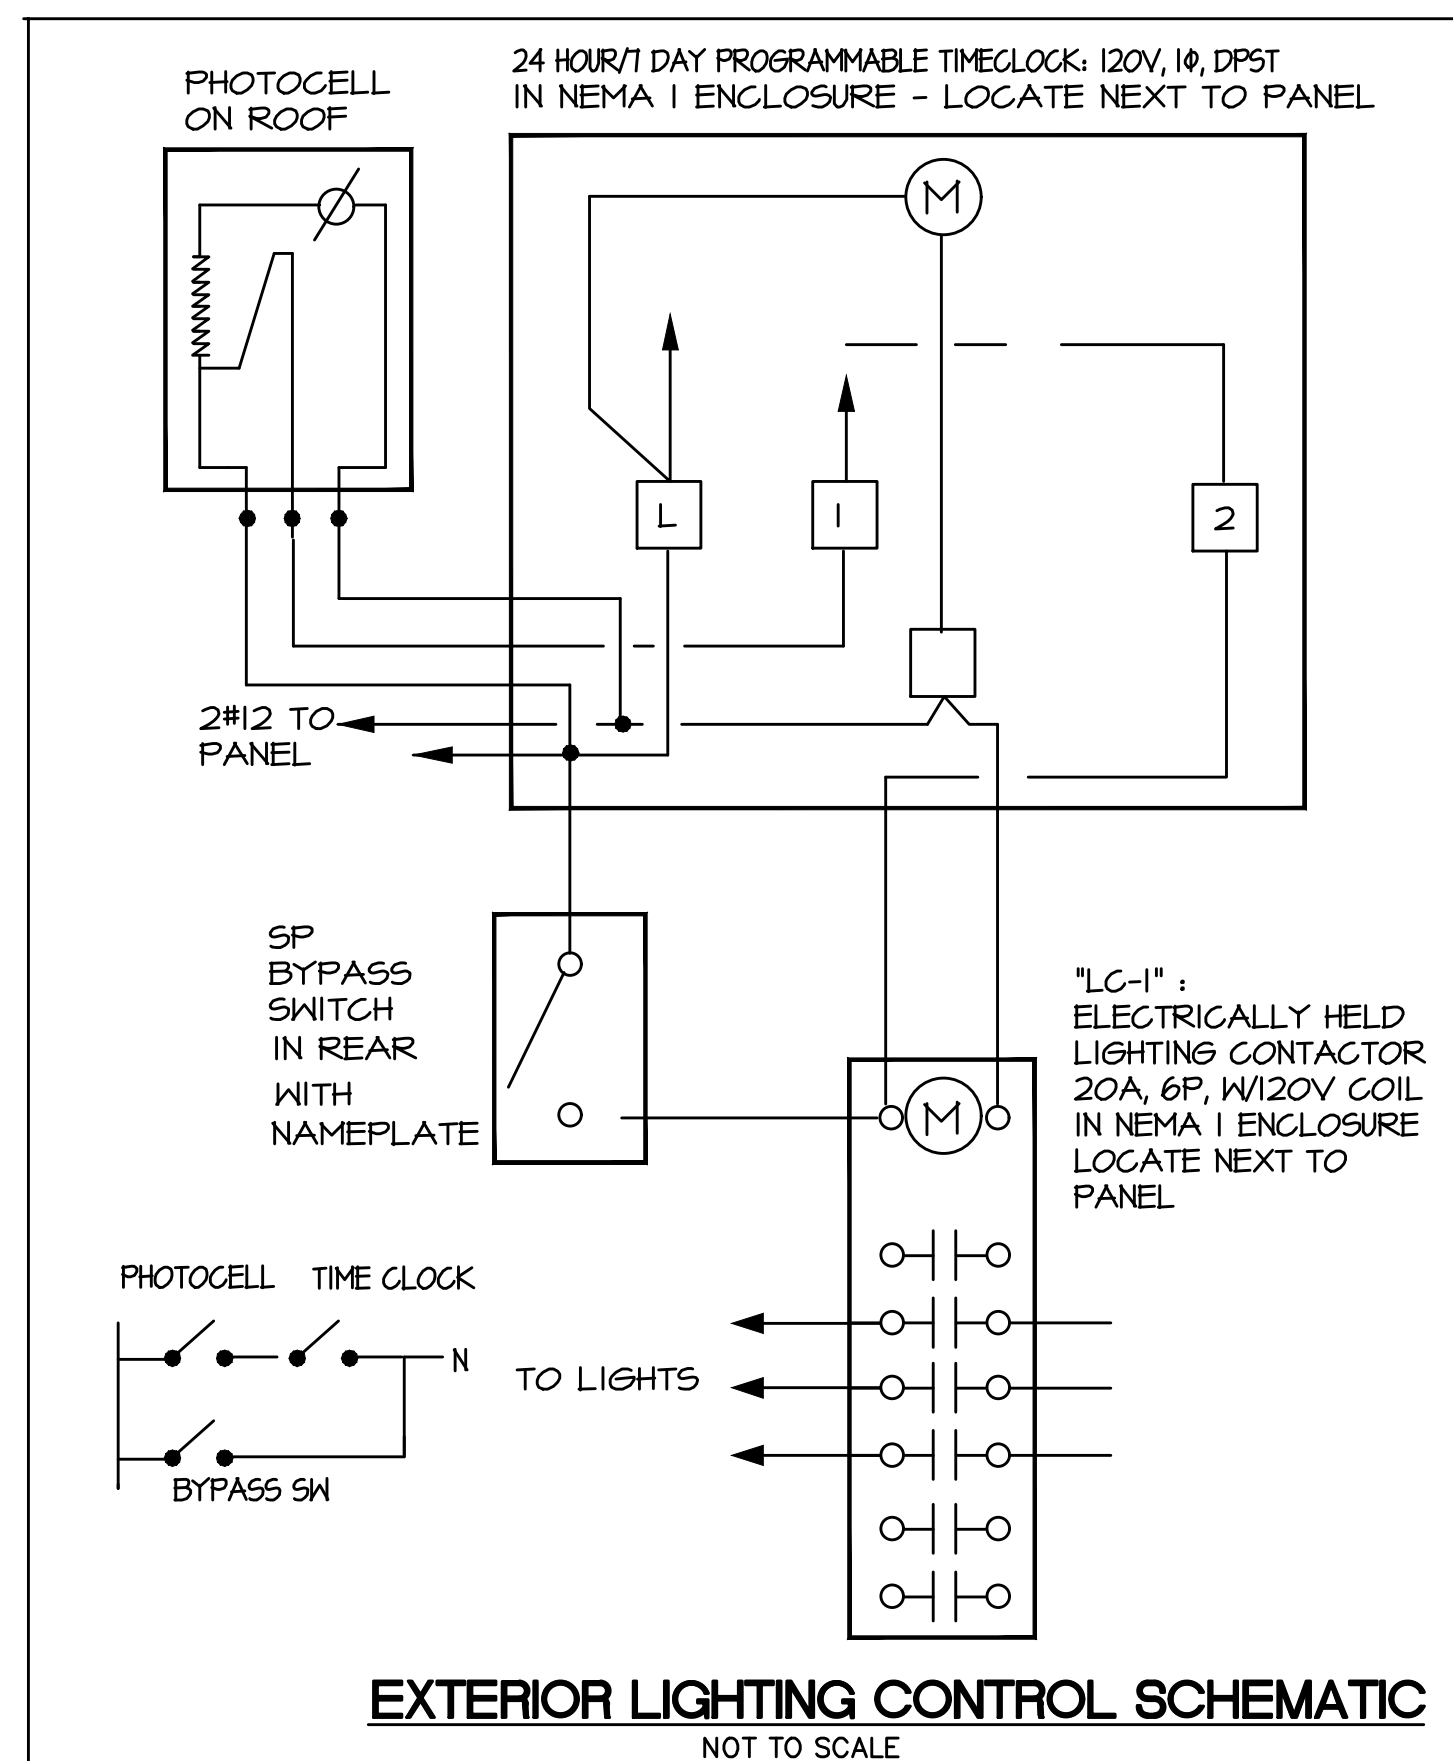 PHOTOCELL
ON ROOF
24 HOUR/7 DAY PROGRAMMABLE TIMECLOCK: 120V, 1Φ, DPST
IN NEMA 1 ENCLOSURE - LOCATE NEXT TO PANEL
M
L
1
2
2#12 TO
PANEL
SP
BYPASS
SWITCH
IN REAR
WITH
NAMEPLATE
"LC-1" :
ELECTRICALLY HELD
LIGHTING CONTACTOR
20A, 6P, W/120V COIL
IN NEMA 1 ENCLOSURE
LOCATE NEXT TO
PANEL
M
PHOTOCELL
TIME CLOCK
N
BYPASS SW
TO LIGHTS
EXTERIOR LIGHTING CONTROL SCHEMATIC
NOT TO SCALE